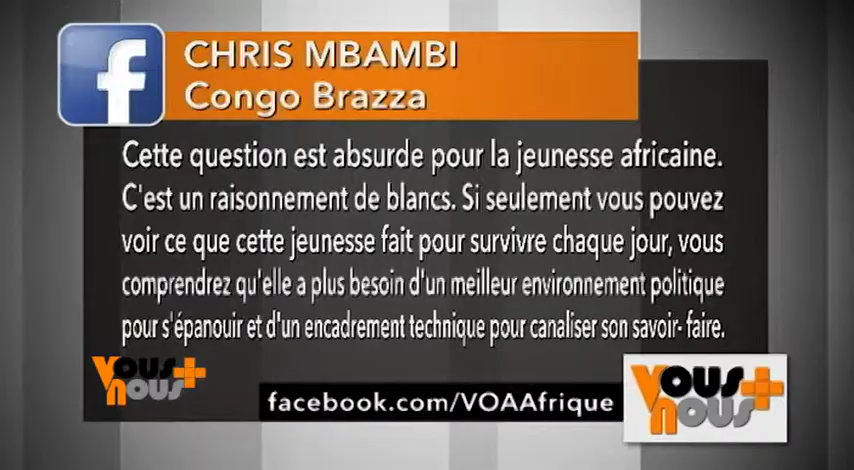 f
CHRIS MBAMBI
Congo Brazza
Cette question est absurde pour la jeunesse africaine.
C'est un raisonnement de blancs. Si seulement vous pouvez
voir ce que cette jeunesse fait pour survivre chaque jour, vous
comprendrez qu'elle a plus besoin d'un meilleur environnement politique
pour s'épanouir et d'un encadrement technique pour canaliser son savoir- faire.
Vous
nous+
facebook.com/VOAAfrique
Vous
nous+